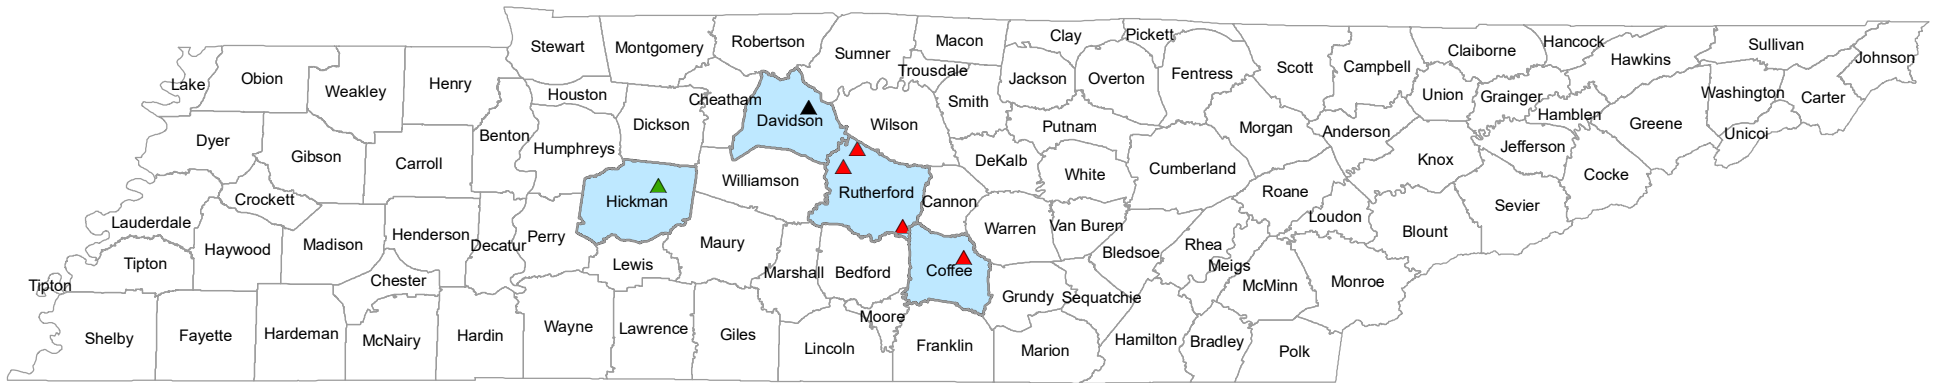 Stewart
Montgomery
Robertson
Sumner
Macon
Clay
Pickett
Claiborne
Hancock
Hawkins
Sullivan
Johnson
Lake
Obion
Weakley
Henry
Houston
Cheatham
Trousdale
Jackson
Overton
Fentress
Scott
Campbell
Union
Grainger
Hamblen
Washington
Carter
Dickson
Davidson
Wilson
Smith
Putnam
Morgan
Anderson
Greene
Unicoi
Dyer
Gibson
Carroll
Benton
Humphreys
DeKalb
White
Cumberland
Knox
Jefferson
Cocke
Crockett
Hickman
Williamson
Rutherford
Cannon
Roane
Loudon
Sevier
Lauderdale
Haywood
Madison
Henderson
Decatur
Perry
Maury
Warren
Van Buren
Bledsoe
Rhea
Blount
Tipton
Tipton
Chester
Lewis
Marshall
Bedford
Coffee
Grundy
Sequatchie
Meigs
McMinn
Monroe
Shelby
Fayette
Hardeman
McNairy
Hardin
Wayne
Lawrence
Giles
Moore
Lincoln
Franklin
Marion
Hamilton
Bradley
Polk